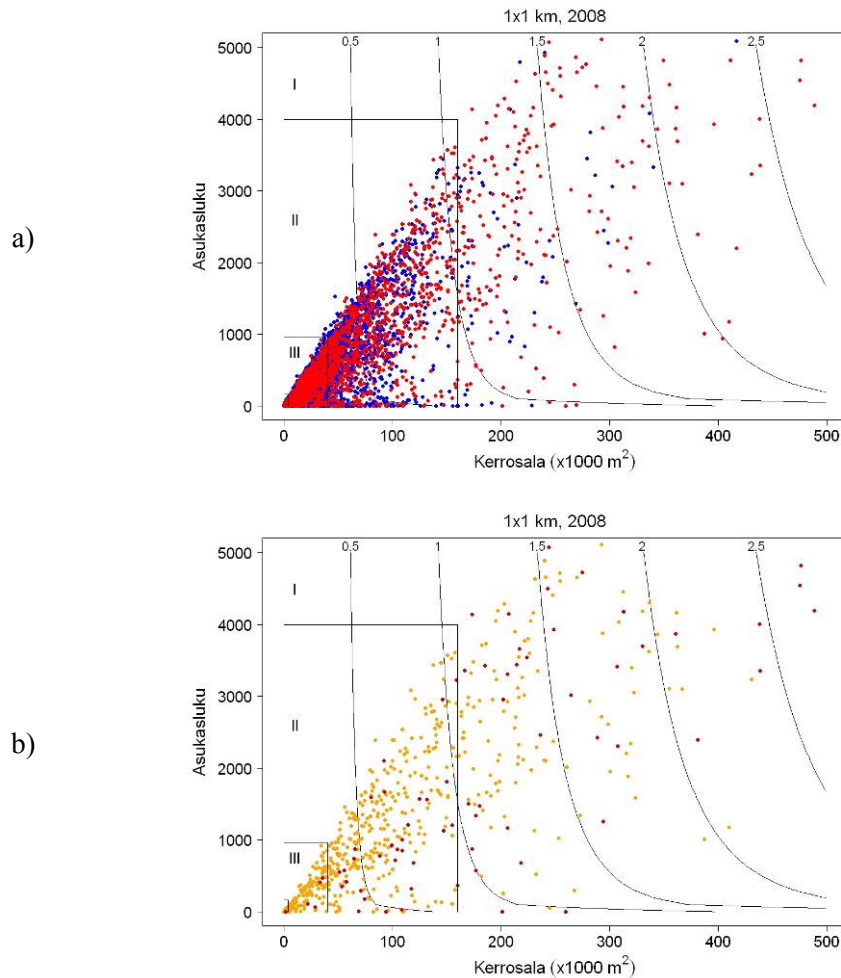 a)
1x1 km, 2008
0.5 1 1.5 2 2.5
5000
4000
3000
2000
1000
0
I
II
III
Asukasluku
0 100 200 300 400 500
Kerrosala (x1000 m²)
b)
1x1 km, 2008
0.5 1 1.5 2 2.5
5000
4000
3000
2000
1000
0
I
II
III
Asukasluku
0 100 200 300 400 500
Kerrosala (x1000 m²)